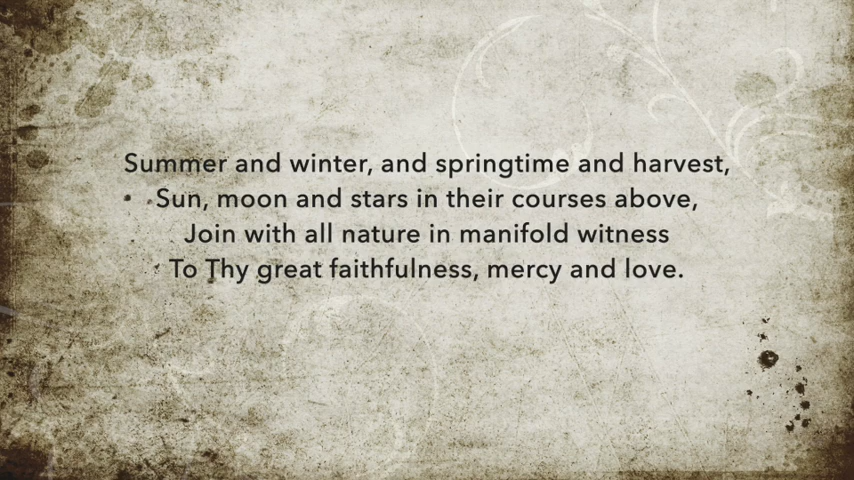 Summer and winter, and springtime and harvest,
Sun, moon and stars in their courses above,
Join with all nature in manifold witness
To Thy great faithfulness, mercy and love.